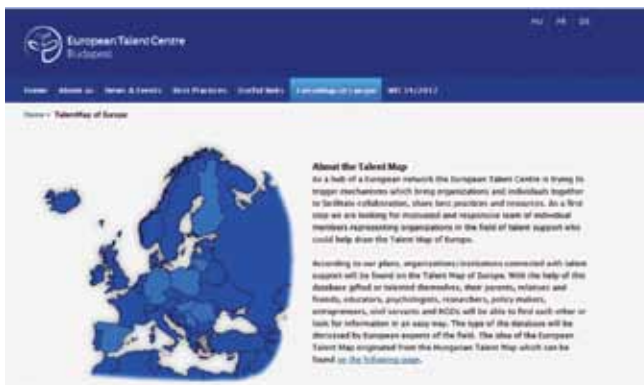 HU FR DE
European Talent Centre
Budapest
Home About us News & Events Best Practices Useful links TalentMap of Europe
Home > TalentMap of Europe
About the Talent Map
As a hub of a European network the European Talent Centre is trying to
trigger mechanisms which bring organizations and individuals together
to facilitate collaboration, share best practices and resources. As a first
step we are looking for motivated and responsive team of individual
members representing organizations in the field of talent support who
could help draw the Talent Map of Europe.
According to our plans, organizations/institutions connected with talent
support will be found on the Talent Map of Europe. With the help of this
database gifted or talented themselves, their parents, relatives and
friends, educators, psychologists, researchers, policy makers,
entrepreneurs, civil servants and NGOs will be able to find each other or
look for information in an easy way. The type of the database will be
discussed by European experts of the field. The idea of the European
Talent Map originated from the Hungarian Talent Map which can be
found on the following page.